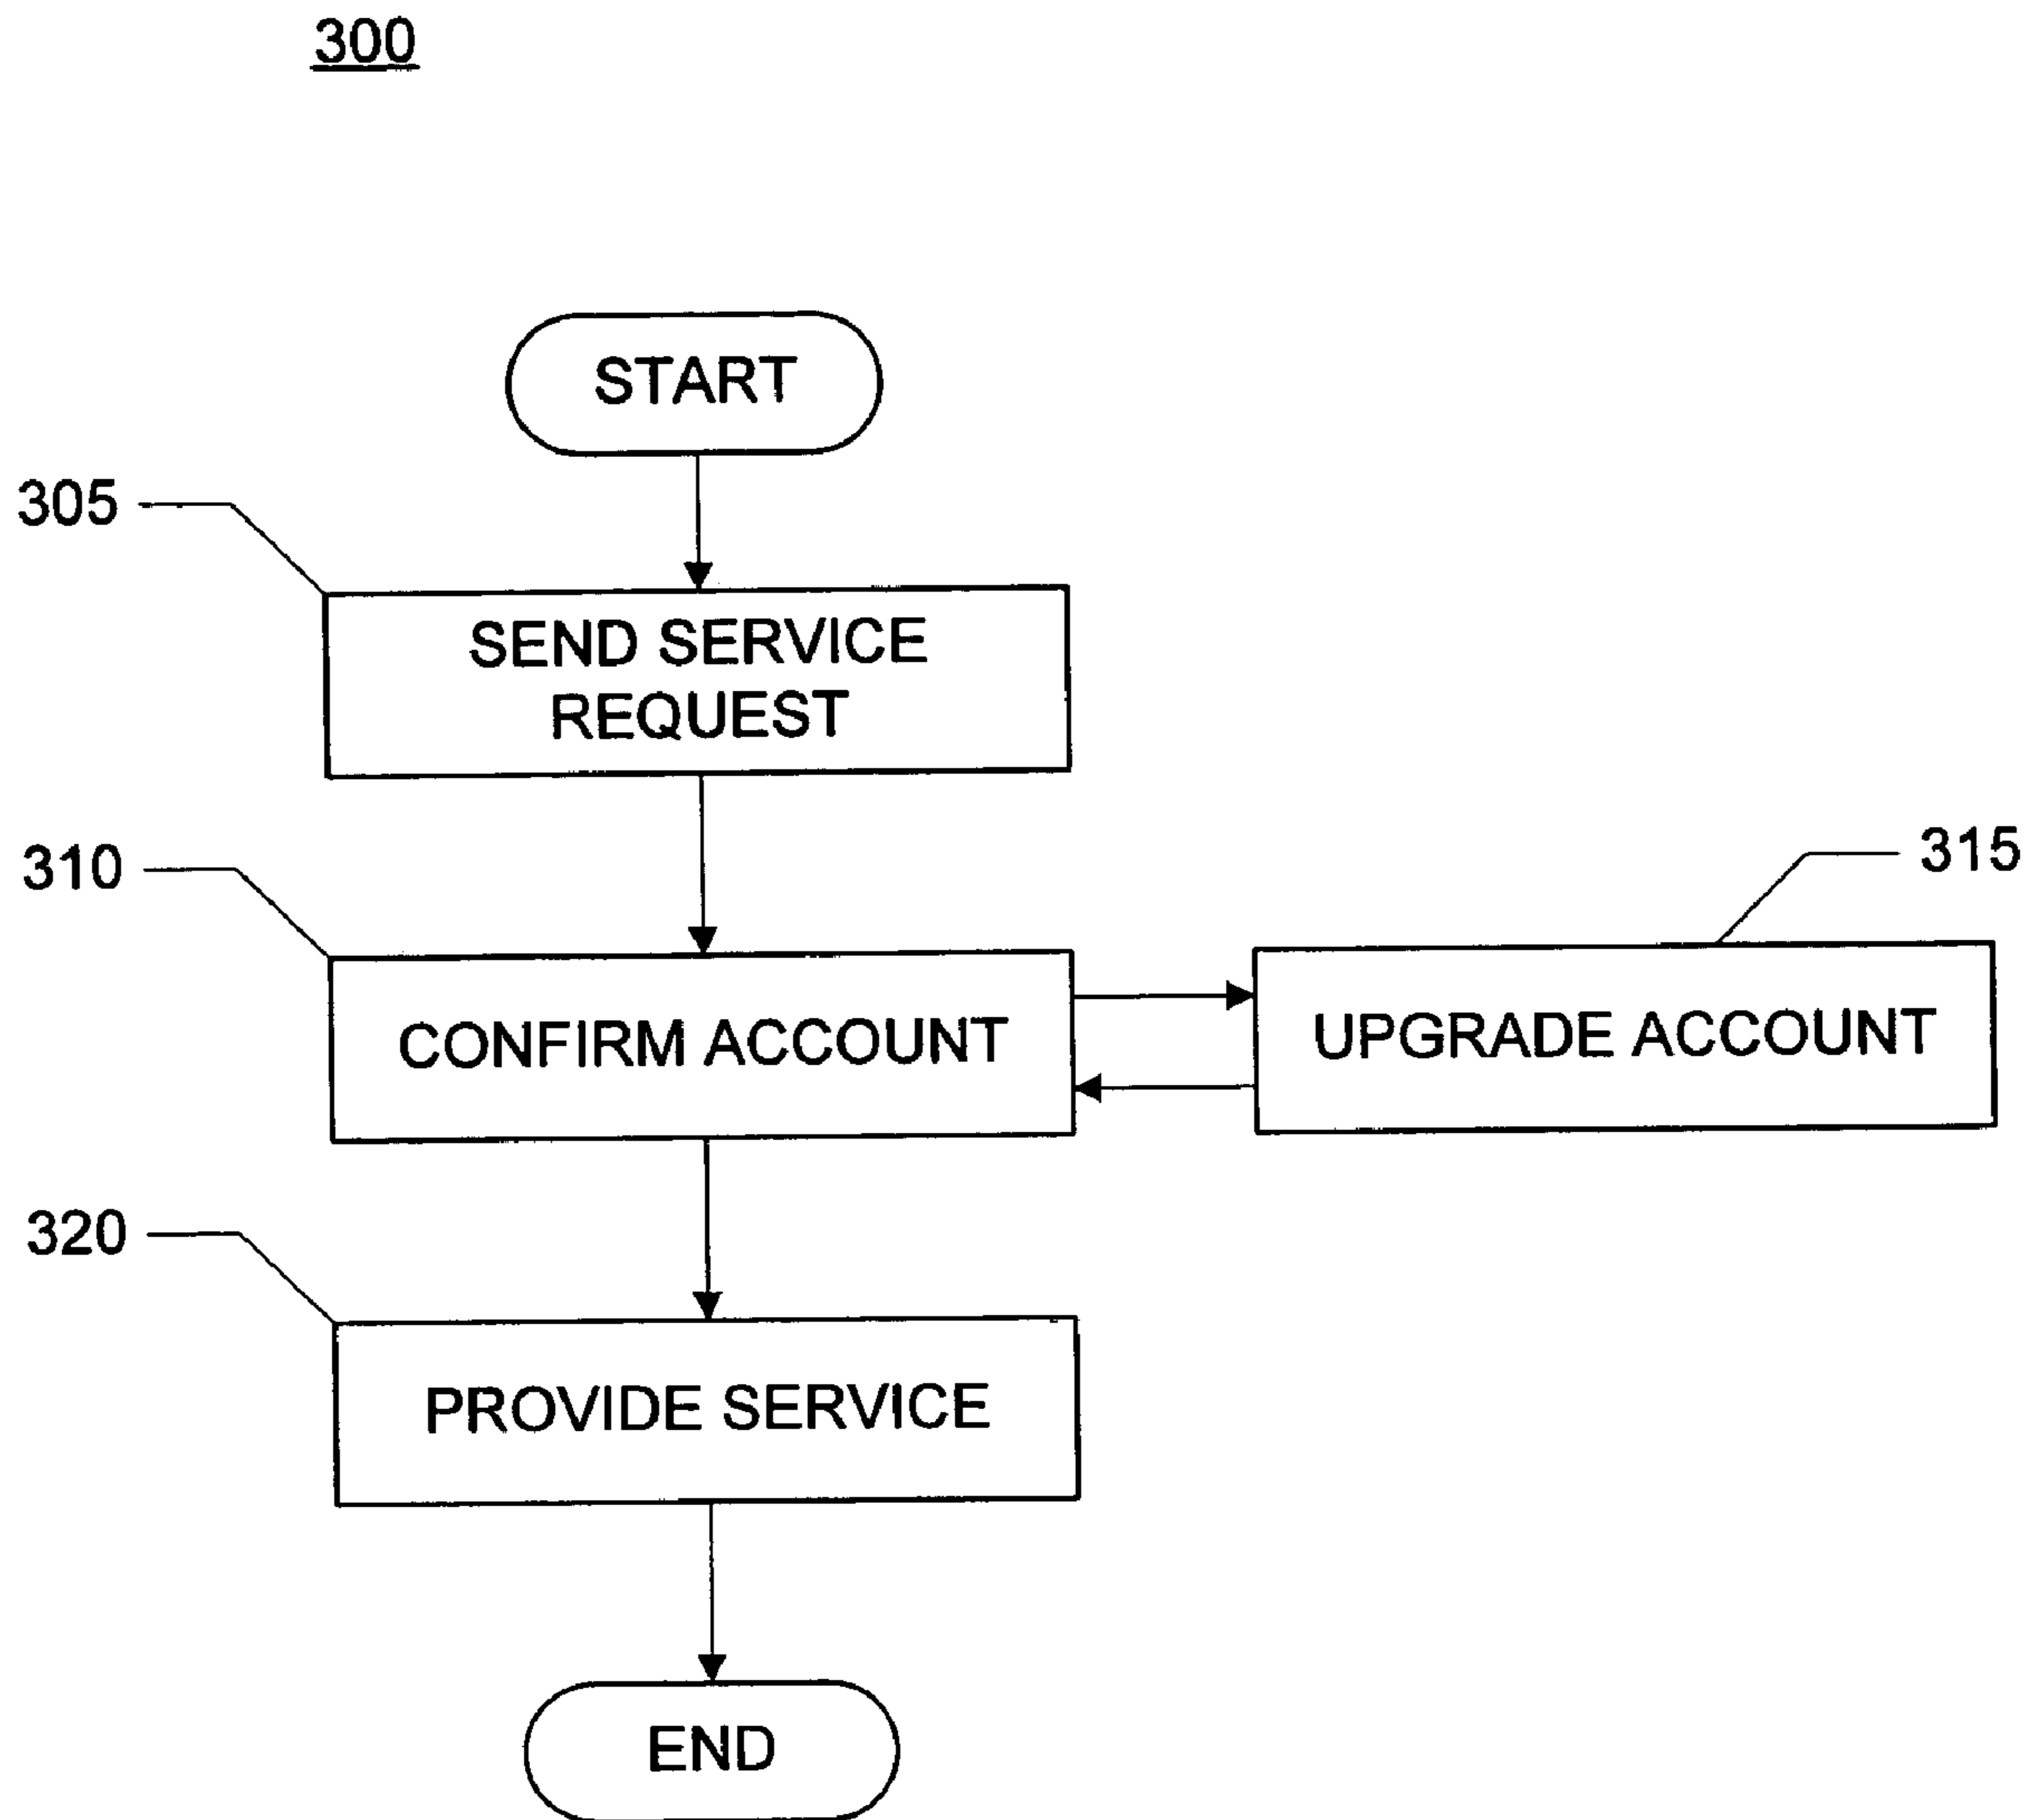 300
START
305
SEND SERVICE
REQUEST
310
315
CONFIRM ACCOUNT
UPGRADE ACCOUNT
320
PROVIDE SERVICE
END